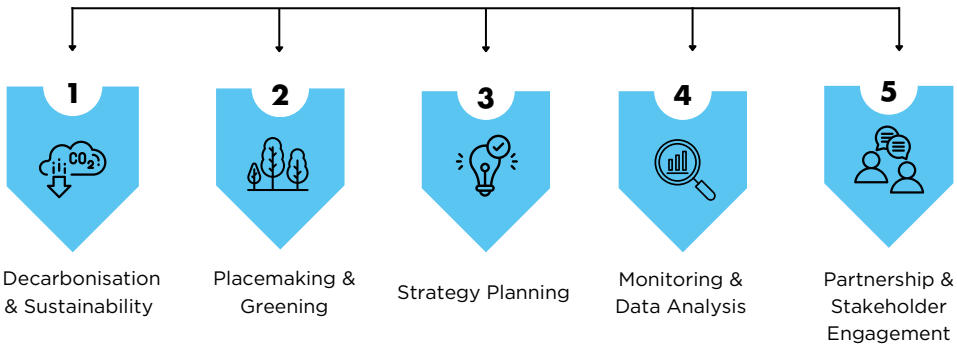 1
2
3
4
5
CO2
Decarbonisation
& Sustainability
Placemaking &
Greening
Strategy Planning
Monitoring &
Data Analysis
Partnership &
Stakeholder
Engagement